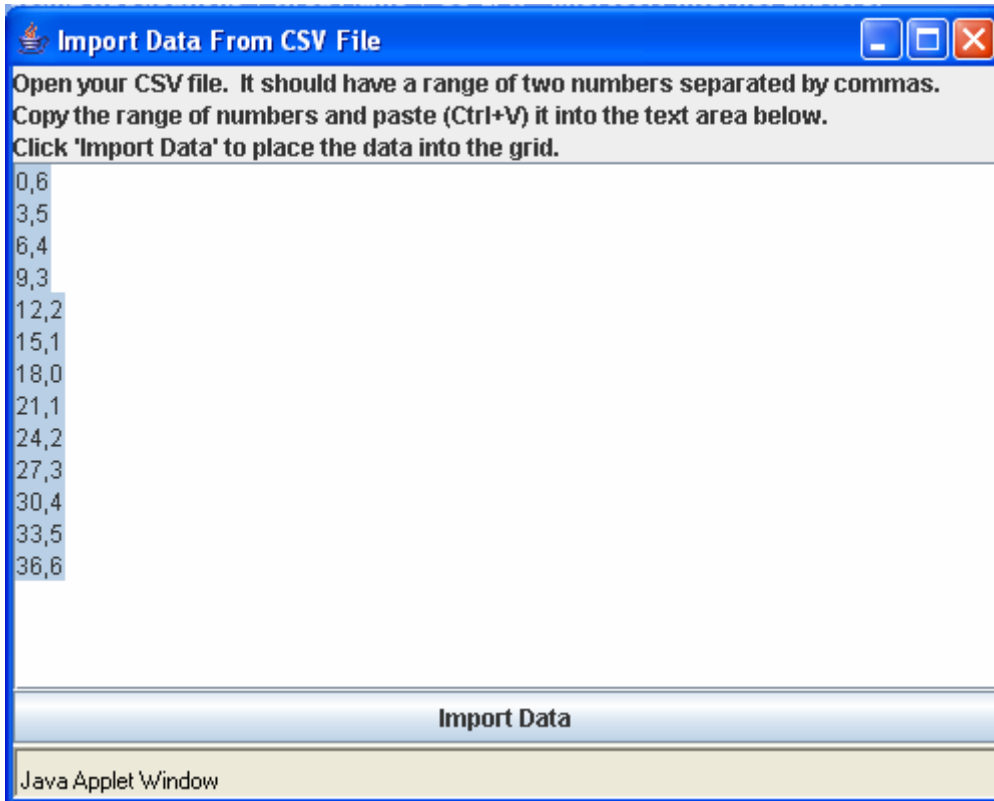 Import Data From CSV File
Open your CSV file. It should have a range of two numbers separated by commas.
Copy the range of numbers and paste (Ctrl+V) it into the text area below.
Click 'Import Data' to place the data into the grid.
0,6
3,5
6,4
9,3
12,2
15,1
18,0
21,1
24,2
27,3
30,4
33,5
36,6
Import Data
Java Applet Window